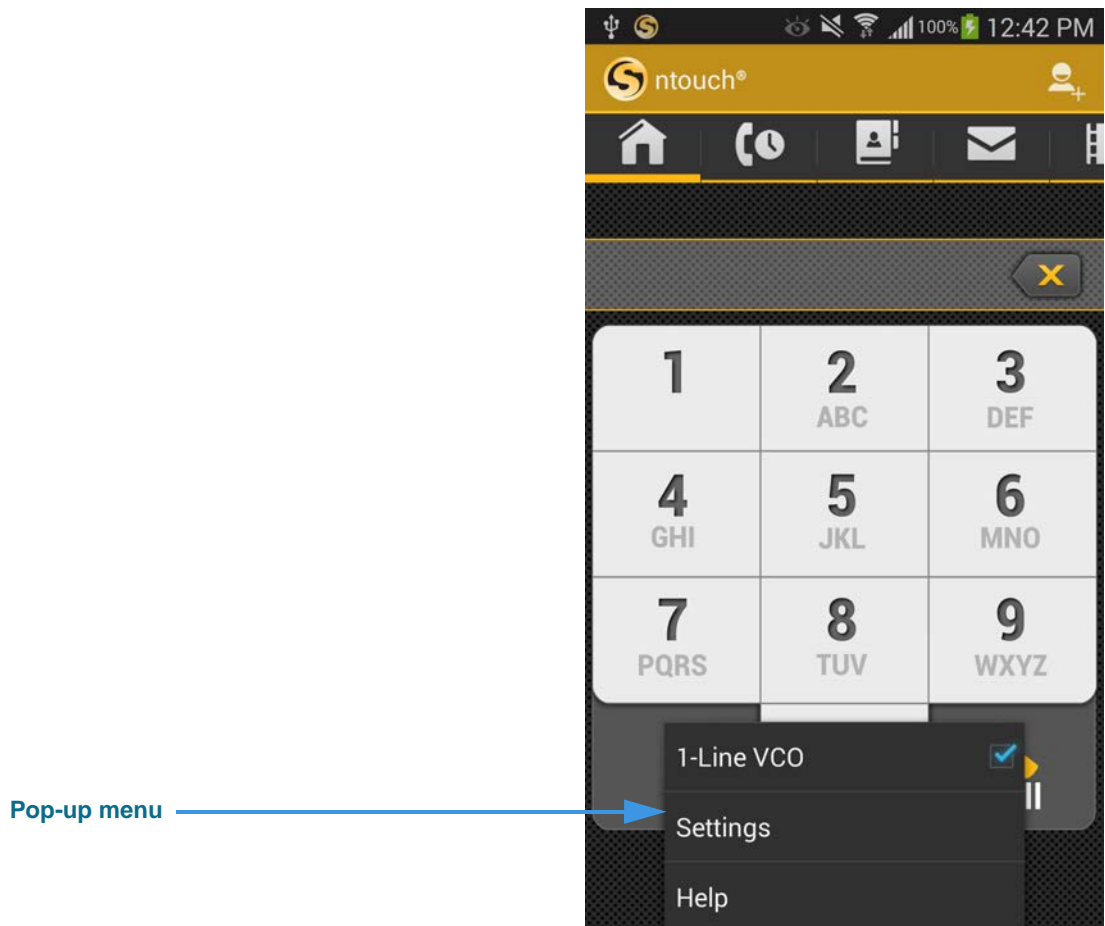 100% 12:42 PM
ntouch®
1 2 3
ABC DEF
4 5 6
GHI JKL MNO
7 8 9
PQRS TUV WXYZ
1-Line VCO
Pop-up menu
Settings
Help